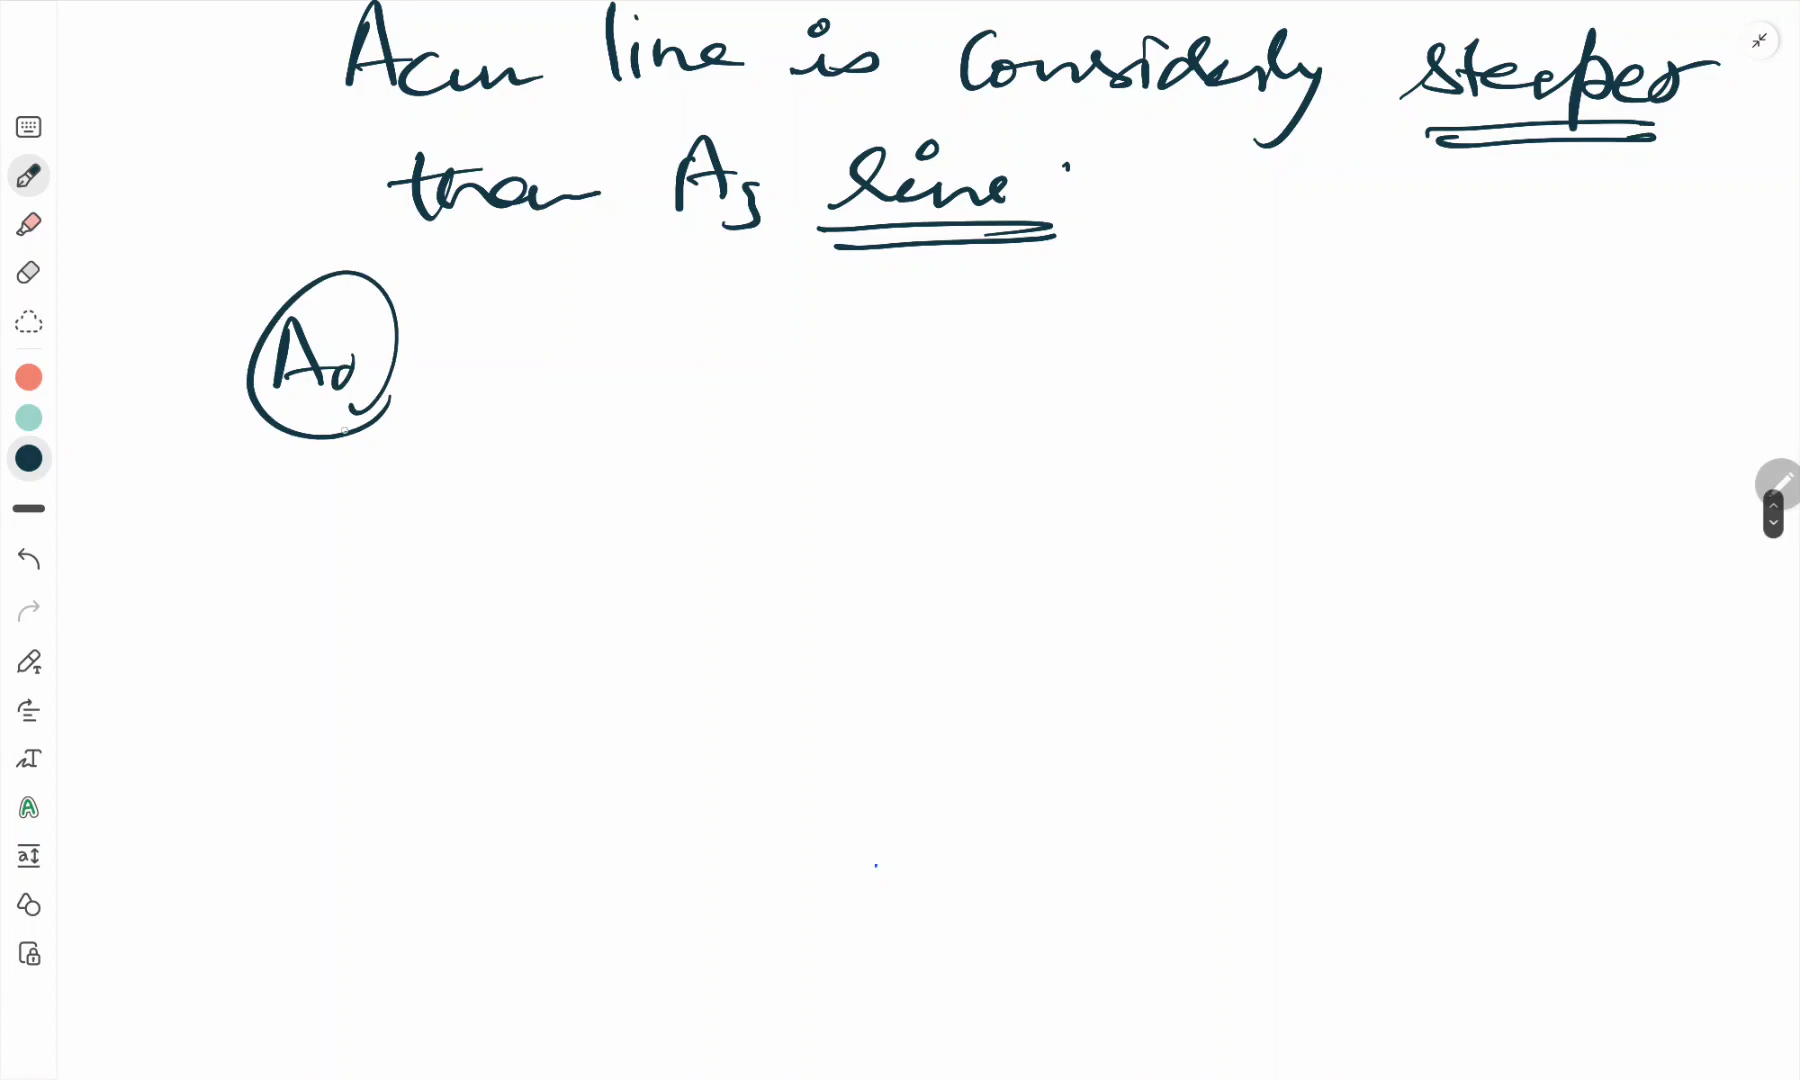 Acm line is considerly steeper
than As line.
Ad